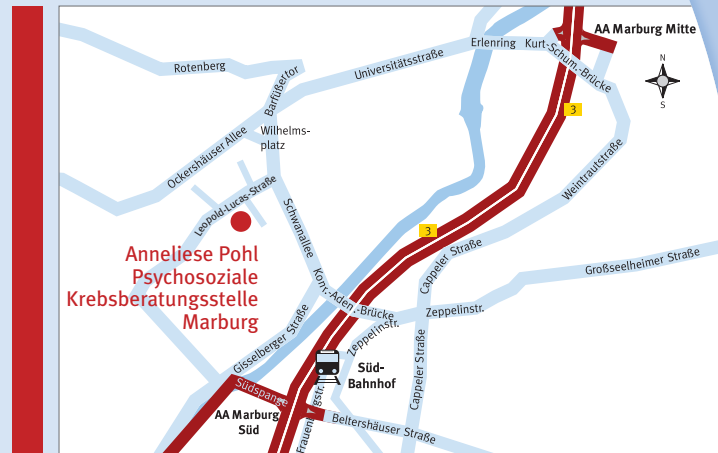 AA Marburg Mitte
Erlenring
Kurt-Schum.-Brücke
Rotenberg
Barfüßertor
Universitätsstraße
N
S
3
Wilhelms-
platz
Ockershäuser Allee
Weintrautstraße
Leopold-Lucas-Straße
Schwanallee
3
Anneliese Pohl
Psychosoziale
Krebsberatungsstelle
Marburg
Cappeler Straße
Großseelheimer Straße
Konr.-Aden.-Brücke
Zeppelinstr.
Zeppelinstr.
Gisselberger Straße
Süd-
Bahnhof
Cappeler Straße
Südspange
AA Marburg
Süd
Beltershäuser Straße